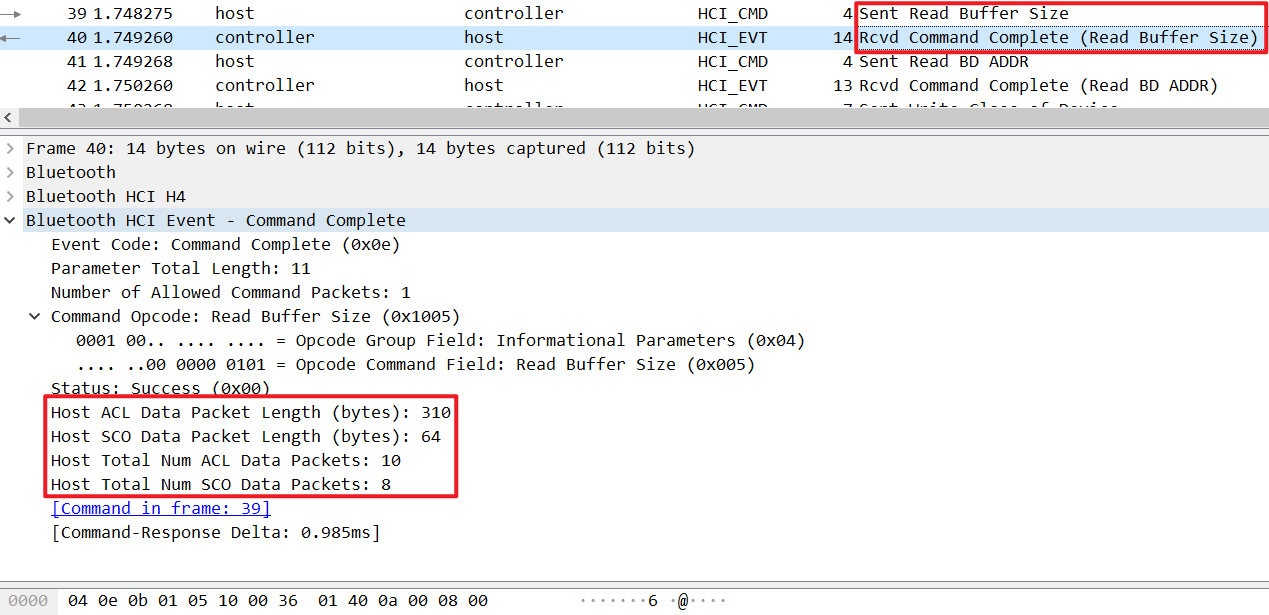 39 1.748275 host controller HCI_CMD 4 Sent Read Buffer Size
40 1.749260 controller host HCI_EVT 14 Rcvd Command Complete (Read Buffer Size)
41 1.749268 host controller HCI_CMD 4 Sent Read BD ADDR
42 1.750260 controller host HCI_EVT 13 Rcvd Command Complete (Read BD ADDR)
43 1.750268 host controller HCI_CMD 7 Sent Write Class of Device
Frame 40: 14 bytes on wire (112 bits), 14 bytes captured (112 bits)
Bluetooth
Bluetooth HCI H4
Bluetooth HCI Event - Command Complete
Event Code: Command Complete (0x0e)
Parameter Total Length: 11
Number of Allowed Command Packets: 1
Command Opcode: Read Buffer Size (0x1005)
0001 00.. .... .... = Opcode Group Field: Informational Parameters (0x04)
.... ..00 0000 0101 = Opcode Command Field: Read Buffer Size (0x005)
Status: Success (0x00)
Host ACL Data Packet Length (bytes): 310
Host SCO Data Packet Length (bytes): 64
Host Total Num ACL Data Packets: 10
Host Total Num SCO Data Packets: 8
[Command in frame: 39]
[Command-Response Delta: 0.985ms]
0000 04 0e 0b 01 05 10 00 36 01 40 0a 00 08 00 ·······6 ·@····